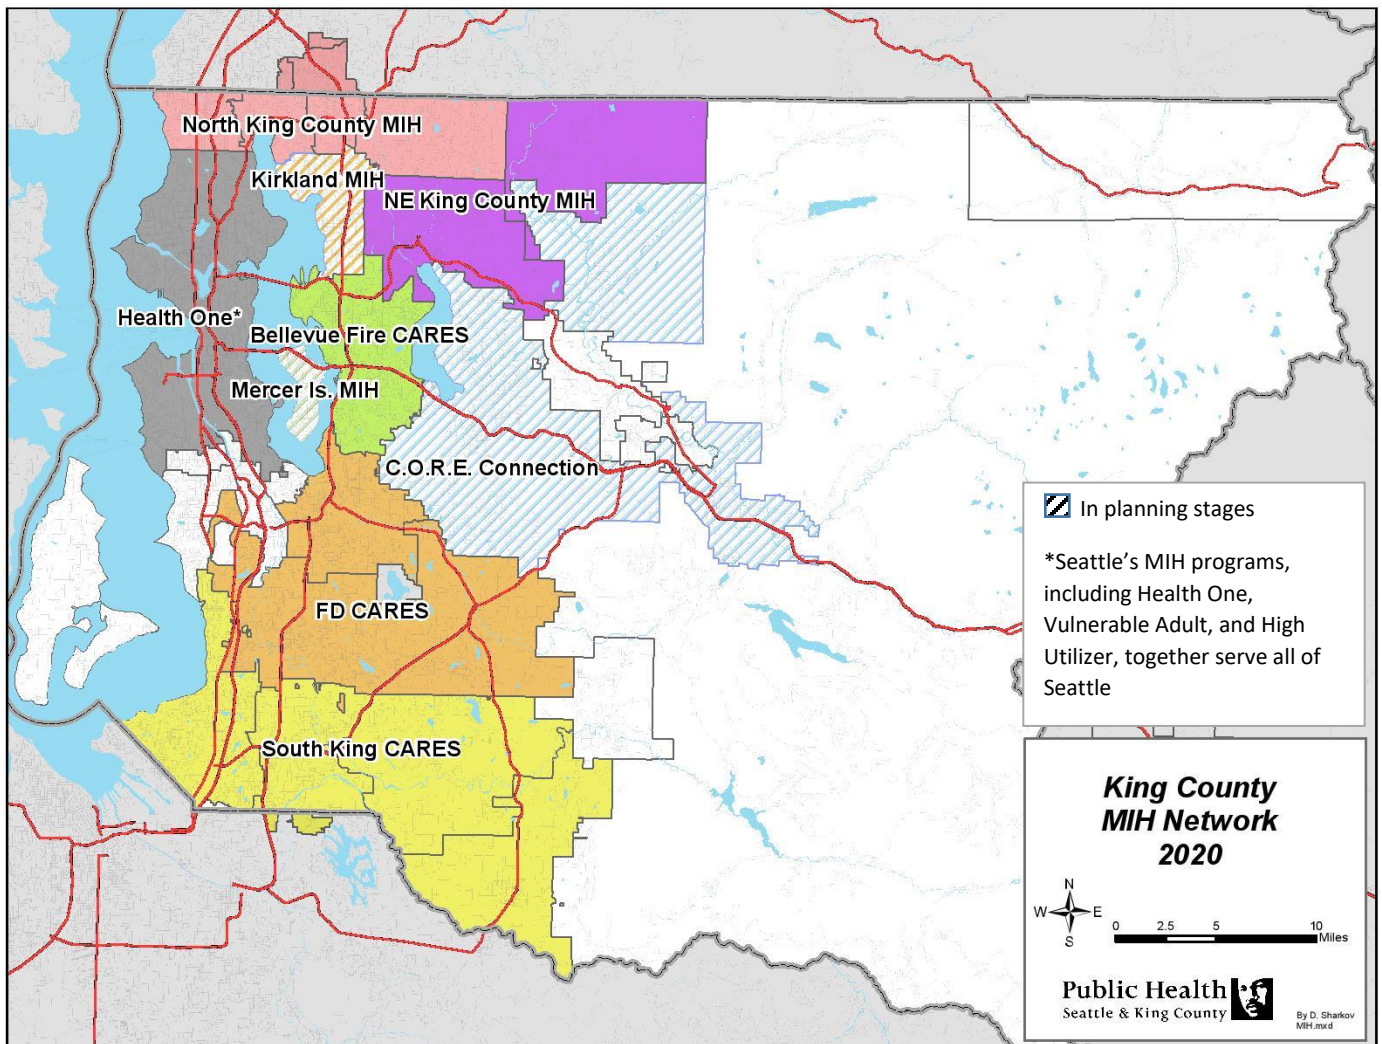 North King County MIH
Kirkland MIH
NE King County MIH
Health One*
Bellevue Fire CARES
Mercer Is. MIH
C.O.R.E. Connection
FD CARES
South King CARES
In planning stages
*Seattle’s MIH programs,
including Health One,
Vulnerable Adult, and High
Utilizer, together serve all of
Seattle
King County
MIH Network
2020
N
W E
S
0 2.5 5 10
Miles
Public Health
Seattle & King County
By D. Sharkov
MIH.mxd